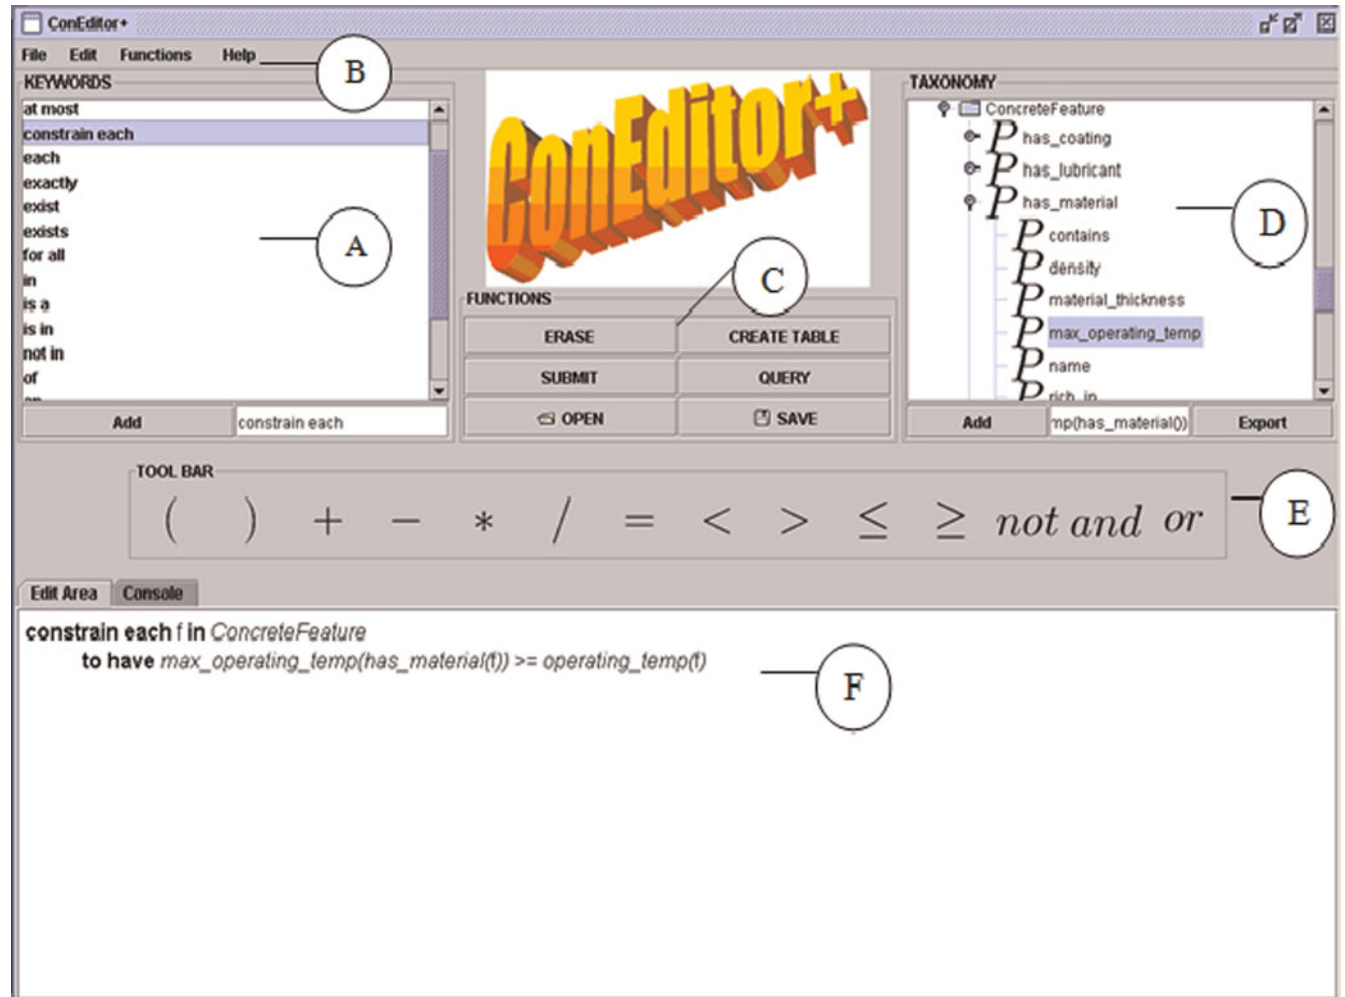 ConEditor+
File Edit Functions Help
B
KEYWORDS
at most
constrain each
each
exactly
exist
exists
for all
in
is a
is in
not in
of
A
Add constrain each
ConEditor+
C
FUNCTIONS
ERASE CREATE TABLE
SUBMIT QUERY
OPEN SAVE
TAXONOMY
ConcreteFeature
P has_coating
P has_lubricant
P has_material
P contains
P density
P material_thickness
P max_operating_temp
P name
P rich_in
D
Add mp(has_material()) Export
TOOL BAR
( ) + − * / = < > ≤ ≥ not and or
E
Edit Area Console
constrain each f in ConcreteFeature
to have max_operating_temp(has_material(f)) >= operating_temp(f)
F